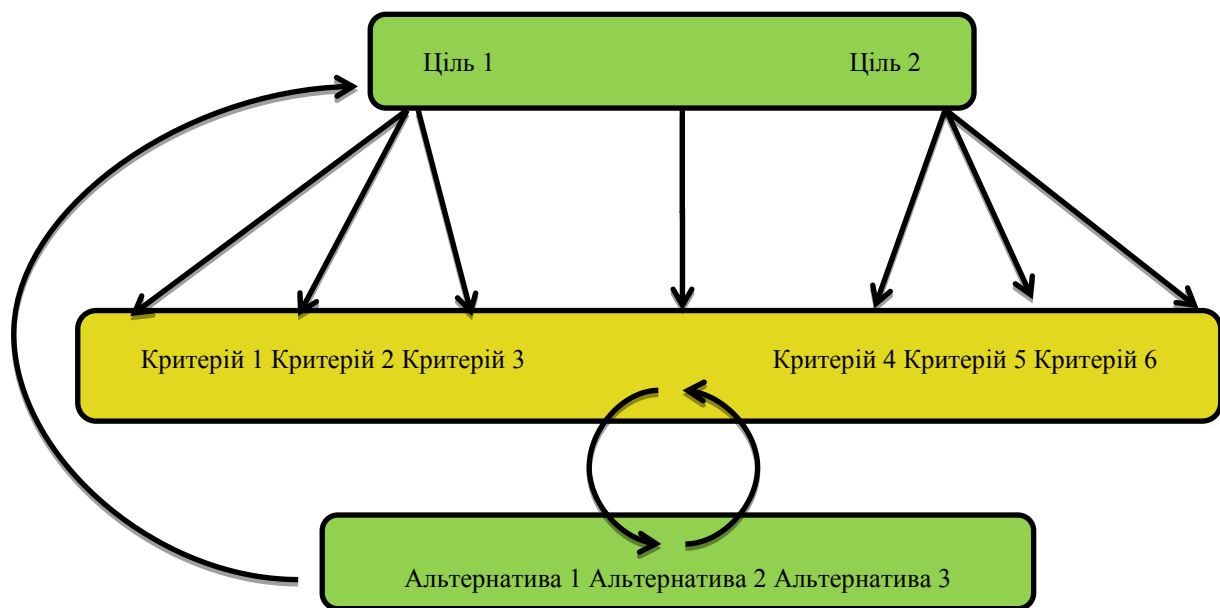 Ціль 1 Ціль 2
Критерій 1 Критерій 2 Критерій 3 Критерій 4 Критерій 5 Критерій 6
Альтернатива 1 Альтернатива 2 Альтернатива 3